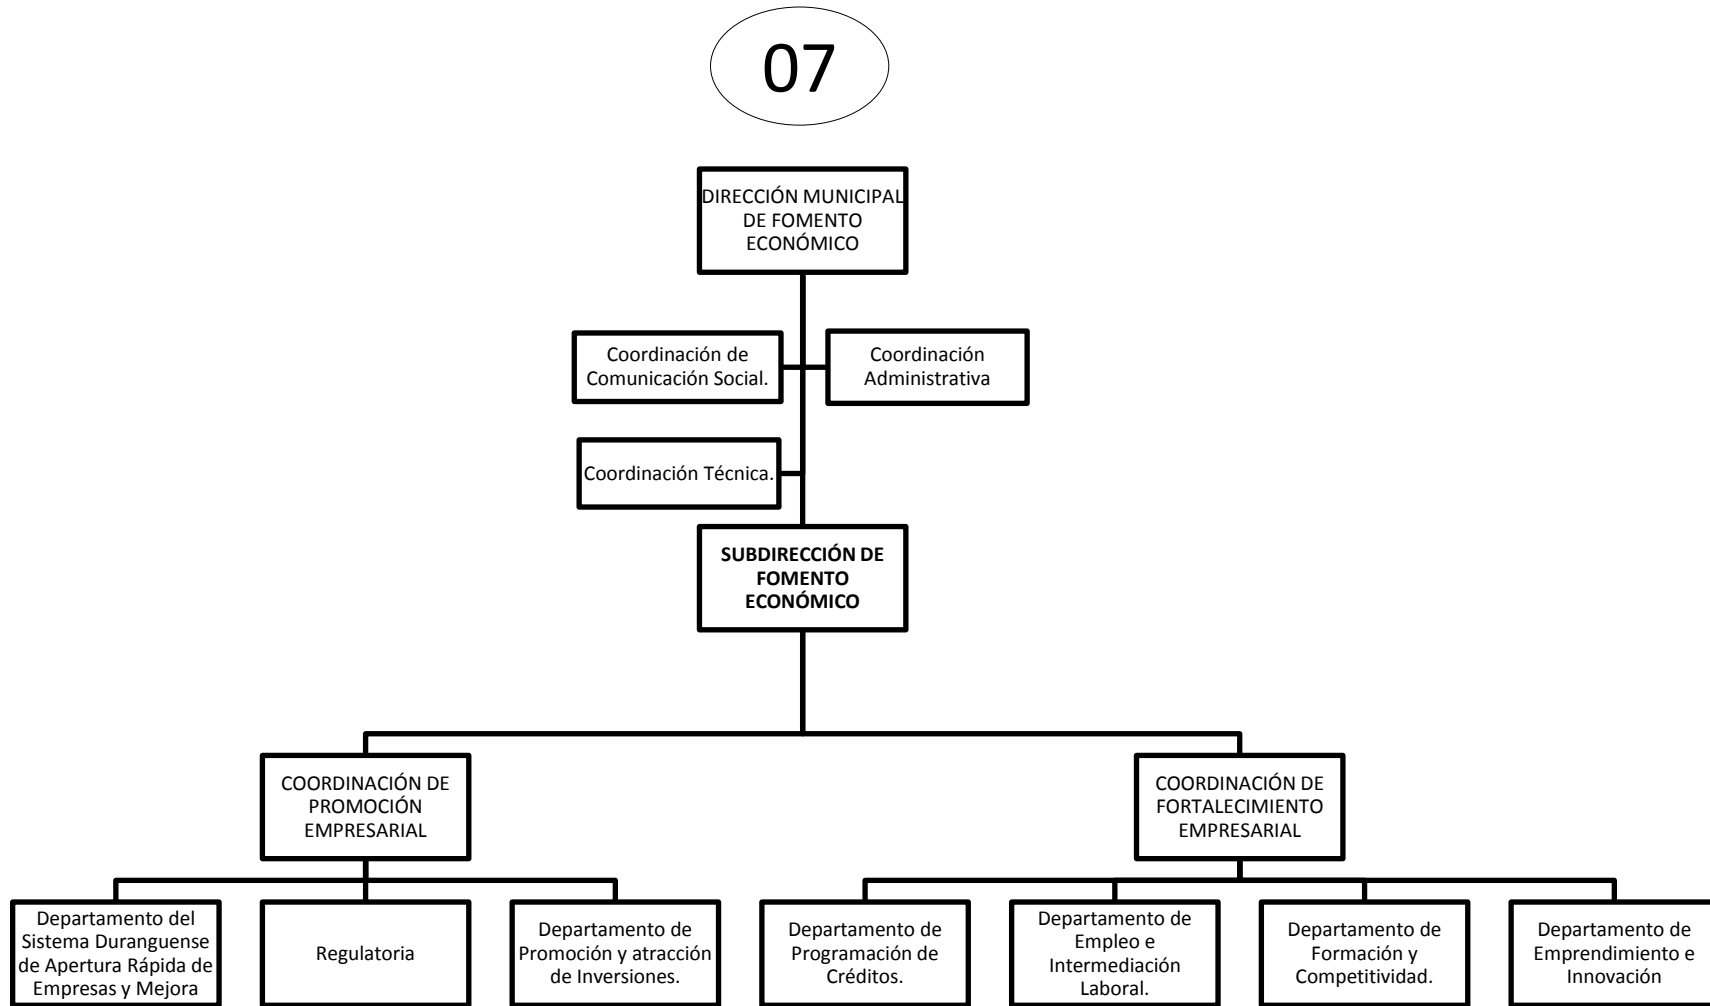 07
DIRECCIÓN MUNICIPAL
DE FOMENTO
ECONÓMICO
Coordinación de
Comunicación Social.
Coordinación
Administrativa
Coordinación Técnica.
SUBDIRECCIÓN DE
FOMENTO
ECONÓMICO
COORDINACIÓN DE
PROMOCIÓN
EMPRESARIAL
COORDINACIÓN DE
FORTALECIMIENTO
EMPRESARIAL
Departamento del
Sistema Duranguense
de Apertura Rápida de
Empresas y Mejora
Regulatoria
Departamento de
Promoción y atracción
de Inversiones.
Departamento de
Programación de
Créditos.
Departamento de
Empleo e
Intermediación
Laboral.
Departamento de
Formación y
Competitividad.
Departamento de
Emprendimiento e
Innovación